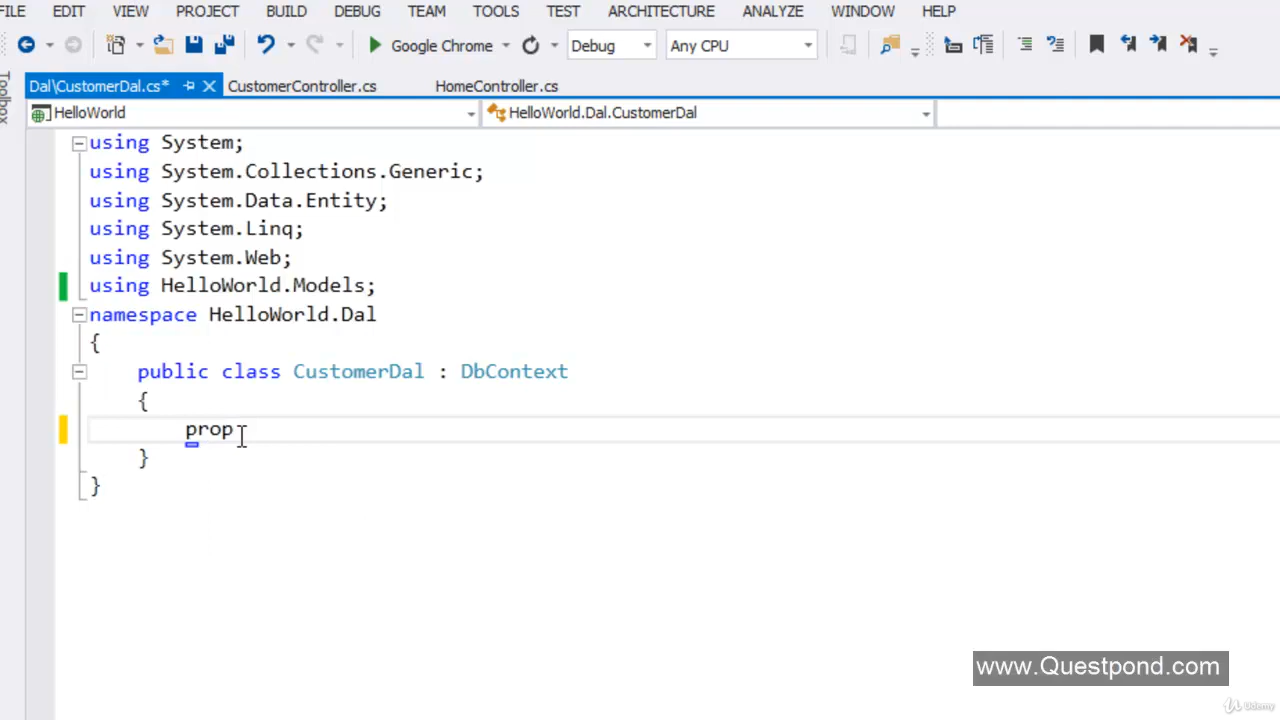 FILE EDIT VIEW PROJECT BUILD DEBUG TEAM TOOLS TEST ARCHITECTURE ANALYZE WINDOW HELP
Google Chrome Debug Any CPU
Toolbox
Dal\CustomerDal.cs* CustomerController.cs HomeController.cs
HelloWorld HelloWorld.Dal.CustomerDal
using System;
using System.Collections.Generic;
using System.Data.Entity;
using System.Linq;
using System.Web;
using HelloWorld.Models;
namespace HelloWorld.Dal
{
public class CustomerDal : DbContext
{
prop
}
}
www.Questpond.com
Udemy